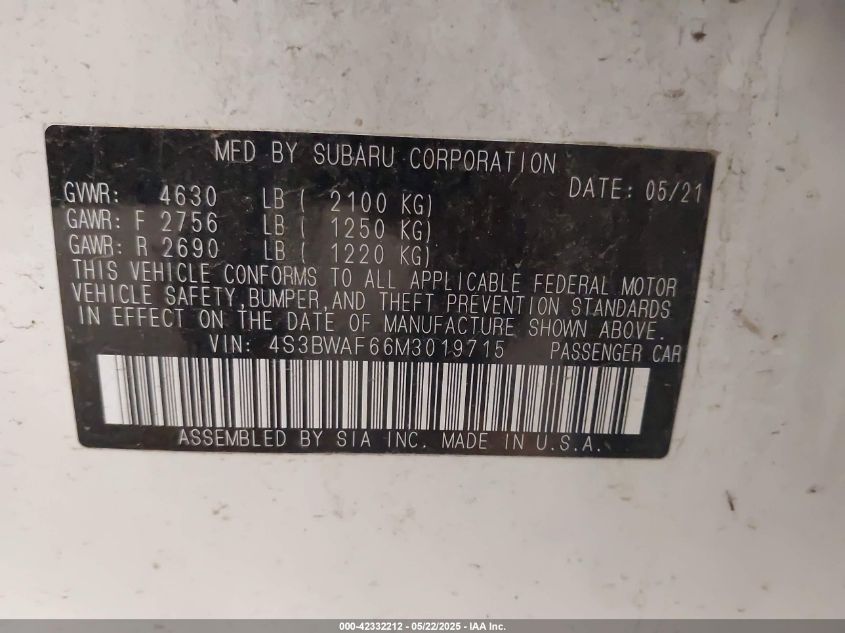 MFD BY SUBARU CORPORATION
DATE: 05/21
GVWR: 4630 LB ( 2100 KG)
GAWR: F 2756 LB ( 1250 KG)
GAWR: R 2690 LB ( 1220 KG)
THIS VEHICLE CONFORMS TO ALL APPLICABLE FEDERAL MOTOR
VEHICLE SAFETY, BUMPER, AND THEFT PREVENTION STANDARDS
IN EFFECT ON THE DATE OF MANUFACTURE SHOWN ABOVE.
VIN: 4S3BWAF66M3019715 PASSENGER CAR
ASSEMBLED BY SIA INC. MADE IN U.S.A.
000-42332212 - 05/22/2025 - IAA Inc.